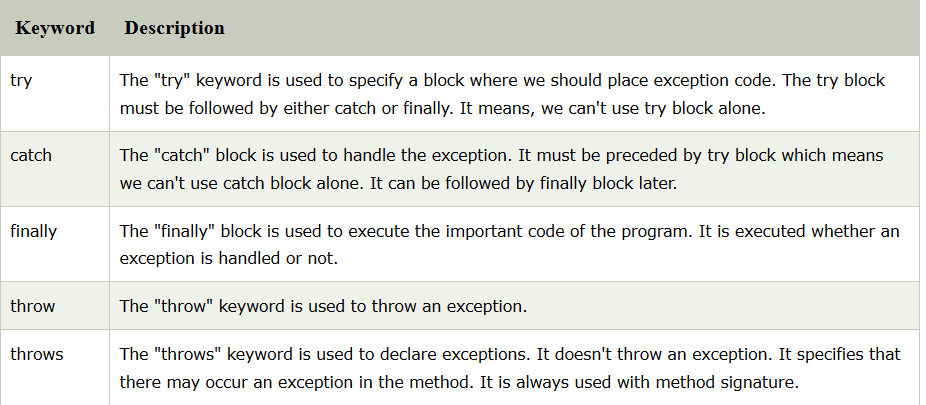 Keyword Description
try The "try" keyword is used to specify a block where we should place exception code. The try block
must be followed by either catch or finally. It means, we can't use try block alone.
catch The "catch" block is used to handle the exception. It must be preceded by try block which means
we can't use catch block alone. It can be followed by finally block later.
finally The "finally" block is used to execute the important code of the program. It is executed whether an
exception is handled or not.
throw The "throw" keyword is used to throw an exception.
throws The "throws" keyword is used to declare exceptions. It doesn't throw an exception. It specifies that
there may occur an exception in the method. It is always used with method signature.